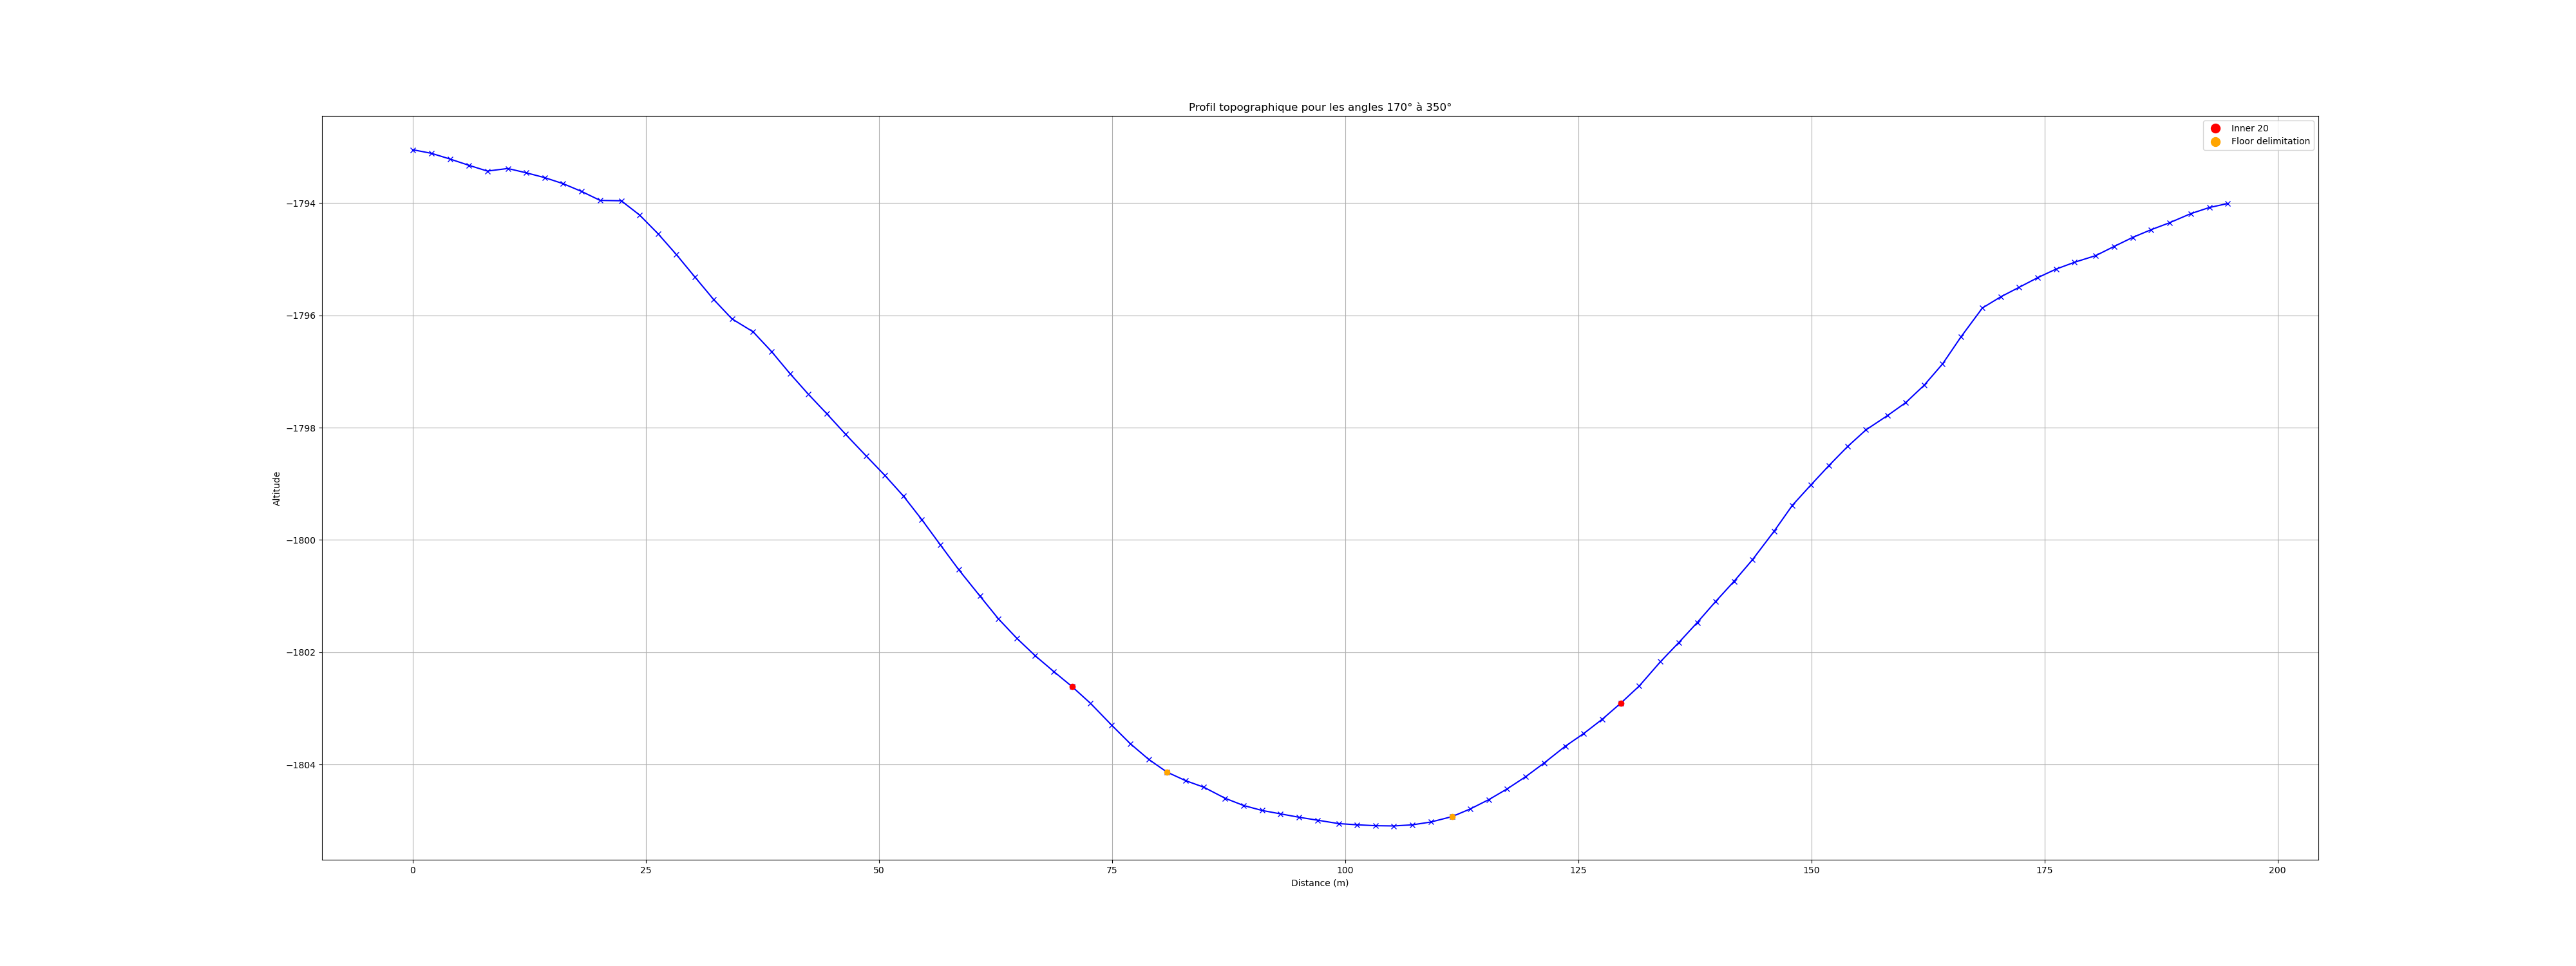 Profil topographique pour les angles 170° à 350°
Inner 20
Floor delimitation
−1794
−1796
−1798
−1800
−1802
−1804
Altitude
0 25 50 75 100 125 150 175 200
Distance (m)